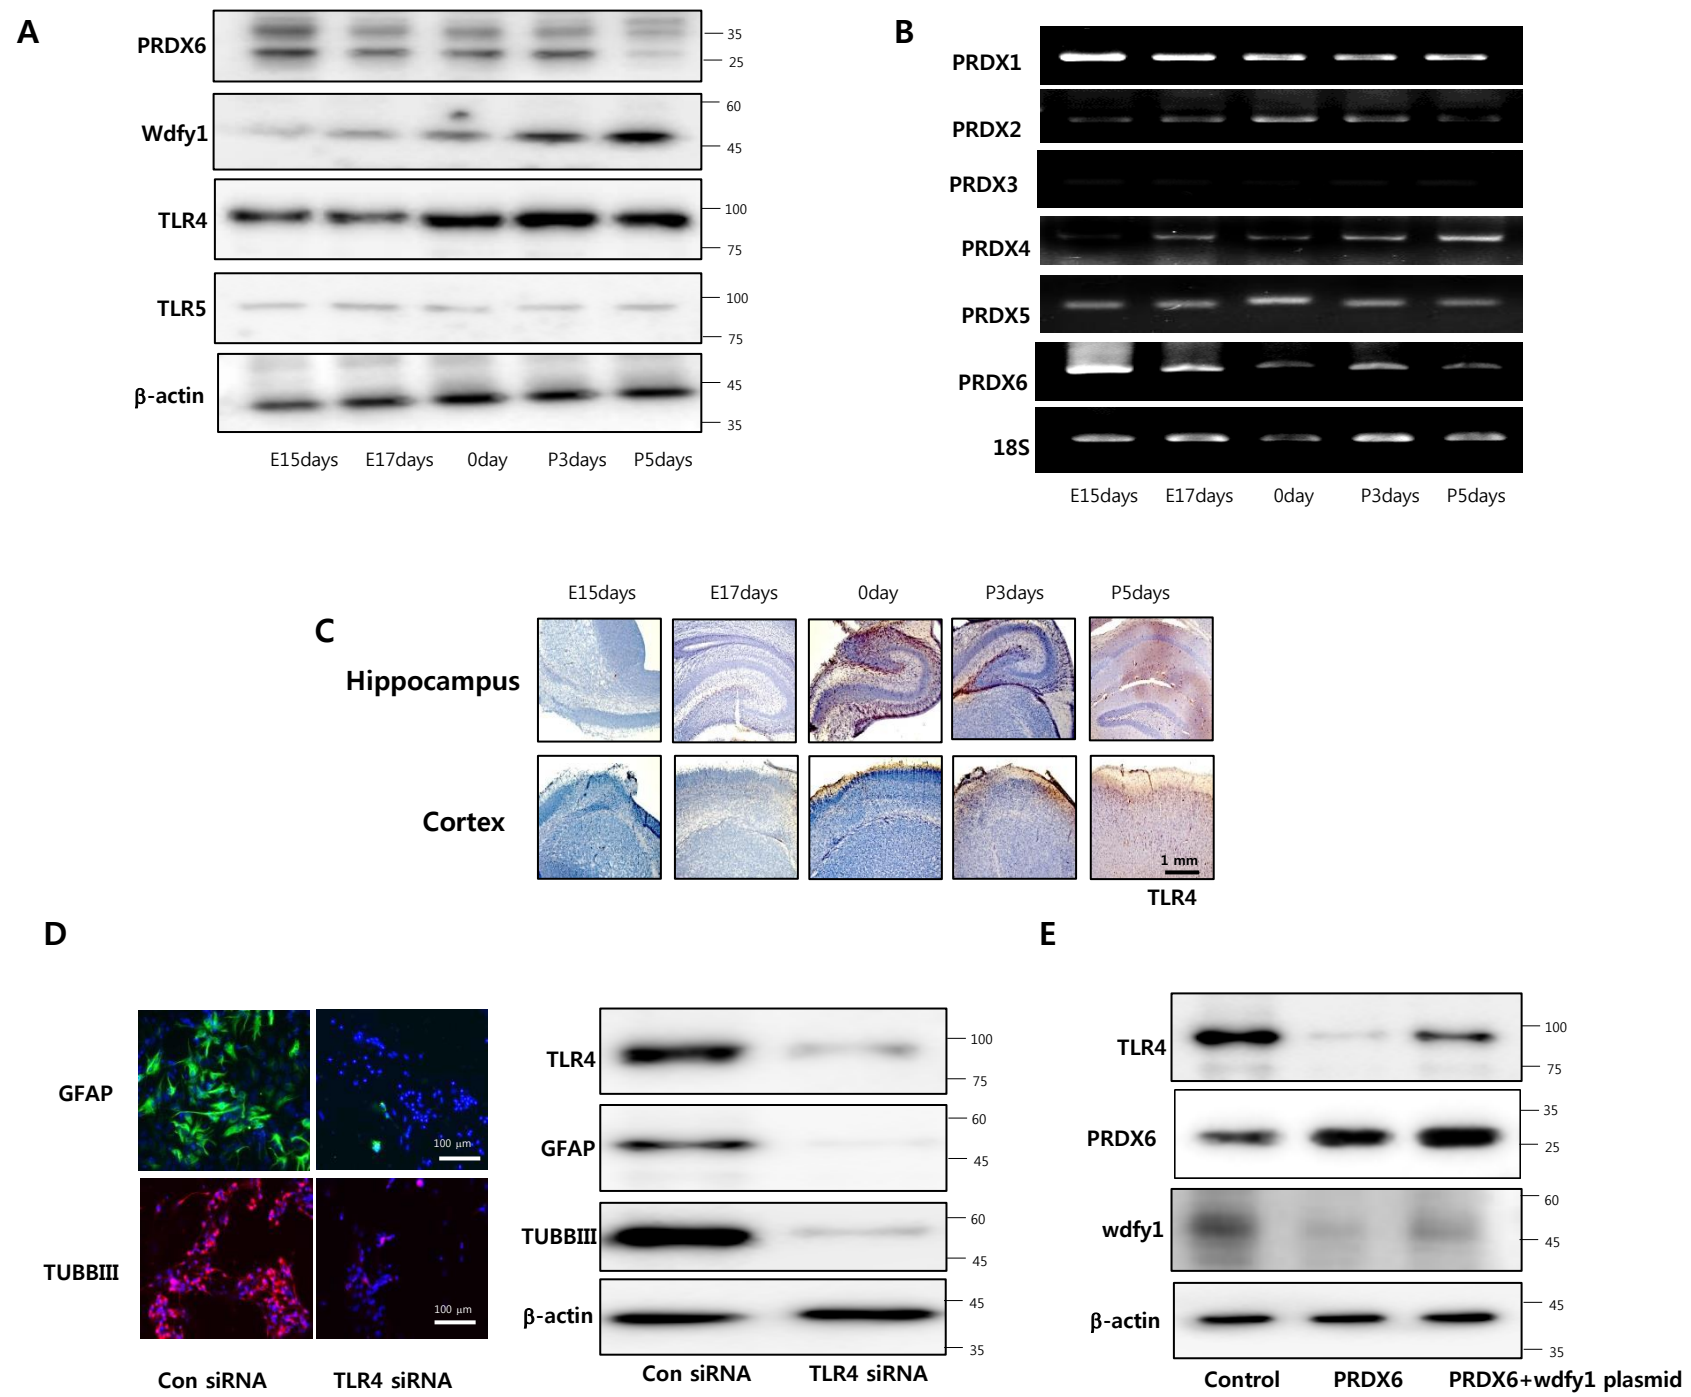 A
PRDX6
35
25
Wdfy1
60
45
TLR4
100
75
TLR5
100
75
β-actin
45
35
E15days E17days 0day P3days P5days
B
PRDX1
PRDX2
PRDX3
PRDX4
PRDX5
PRDX6
18S
E15days E17days 0day P3days P5days
C
E15days E17days 0day P3days P5days
Hippocampus
Cortex
1 mm
TLR4
D
GFAP
100 μm
TUBBIII
100 μm
Con siRNA TLR4 siRNA
TLR4
100
75
GFAP
60
45
TUBBIII
60
45
β-actin
45
35
Con siRNA TLR4 siRNA
E
TLR4
100
75
PRDX6
35
25
wdfy1
60
45
β-actin
45
35
Control PRDX6 PRDX6+wdfy1 plasmid